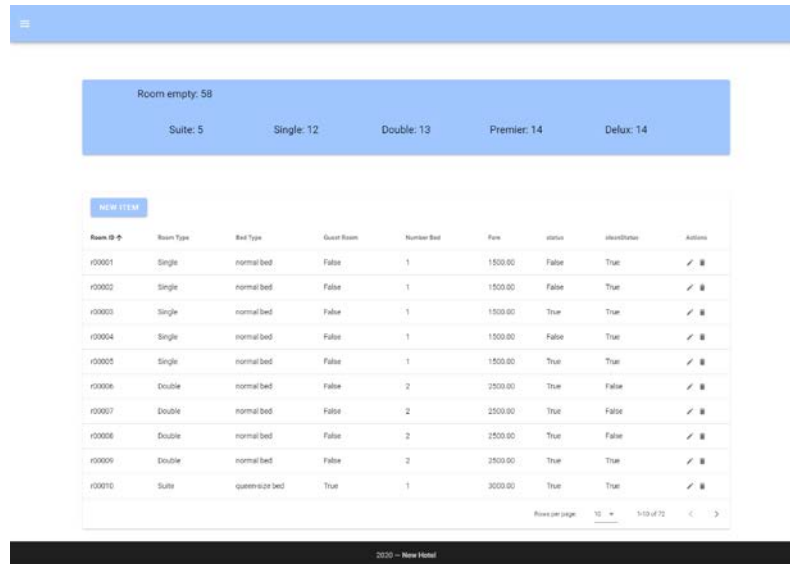 Room empty: 58
Suite: 5 Single: 12 Double: 13 Premier: 14 Delux: 14
NEW ITEM
Room ID Room Type Bed Type Guest Room Number Bed Fare status cleanStatus Actions
r00001 Single normal bed False 1 1500.00 False True
r00002 Single normal bed False 1 1500.00 False True
r00003 Single normal bed False 1 1500.00 True True
r00004 Single normal bed False 1 1500.00 False True
r00005 Single normal bed False 1 1500.00 True True
r00006 Double normal bed False 2 2500.00 True False
r00007 Double normal bed False 2 2500.00 True False
r00008 Double normal bed False 2 2500.00 True False
r00009 Double normal bed False 2 2500.00 True True
r00010 Suite queen-size bed True 1 3000.00 True True
Rows per page: 10 1-10 of 72
2020 — New Hotel